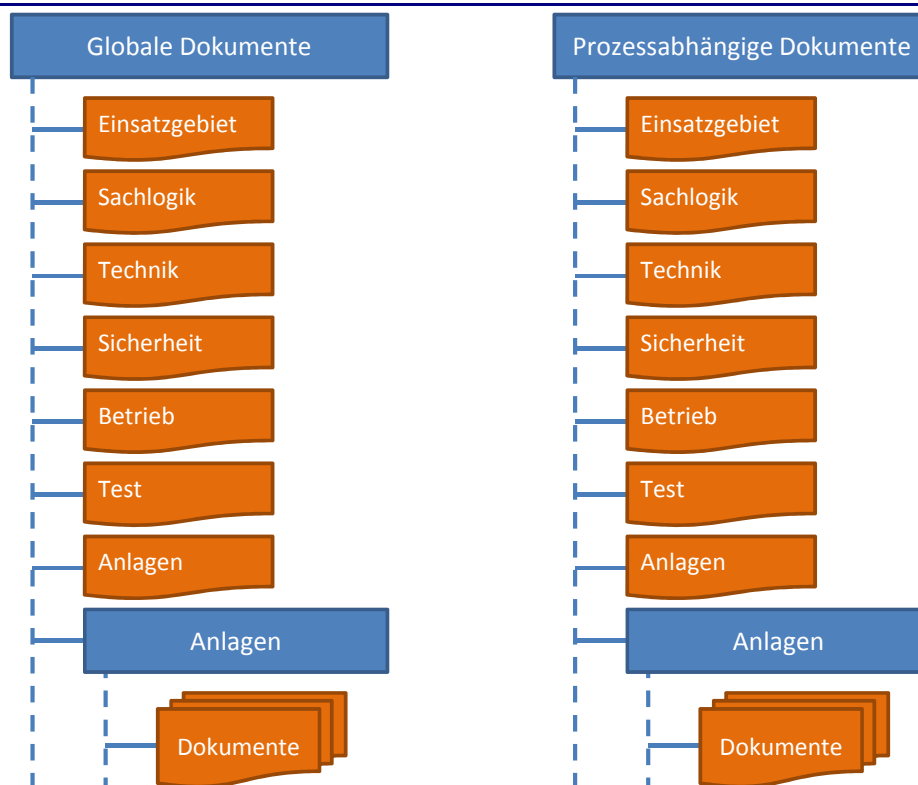 Globale Dokumente
Einsatzgebiet
Sachlogik
Technik
Sicherheit
Betrieb
Test
Anlagen
Anlagen
Dokumente
Prozessabhängige Dokumente
Einsatzgebiet
Sachlogik
Technik
Sicherheit
Betrieb
Test
Anlagen
Anlagen
Dokumente